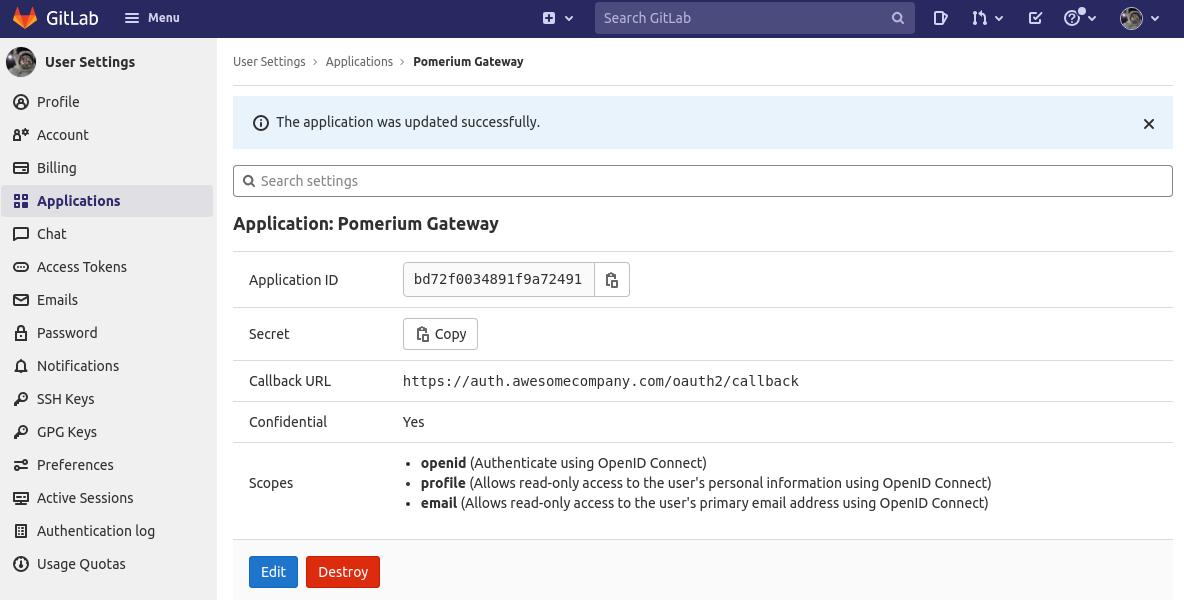 GitLab Menu Search GitLab
User Settings
Profile
Account
Billing
Applications
Chat
Access Tokens
Emails
Password
Notifications
SSH Keys
GPG Keys
Preferences
Active Sessions
Authentication log
Usage Quotas
User Settings › Applications › Pomerium Gateway
The application was updated successfully.
Search settings
Application: Pomerium Gateway
Application ID bd72f0034891f9a72491
Secret Copy
Callback URL https://auth.awesomecompany.com/oauth2/callback
Confidential Yes
Scopes
• openid (Authenticate using OpenID Connect)
• profile (Allows read-only access to the user's personal information using OpenID Connect)
• email (Allows read-only access to the user's primary email address using OpenID Connect)
Edit Destroy